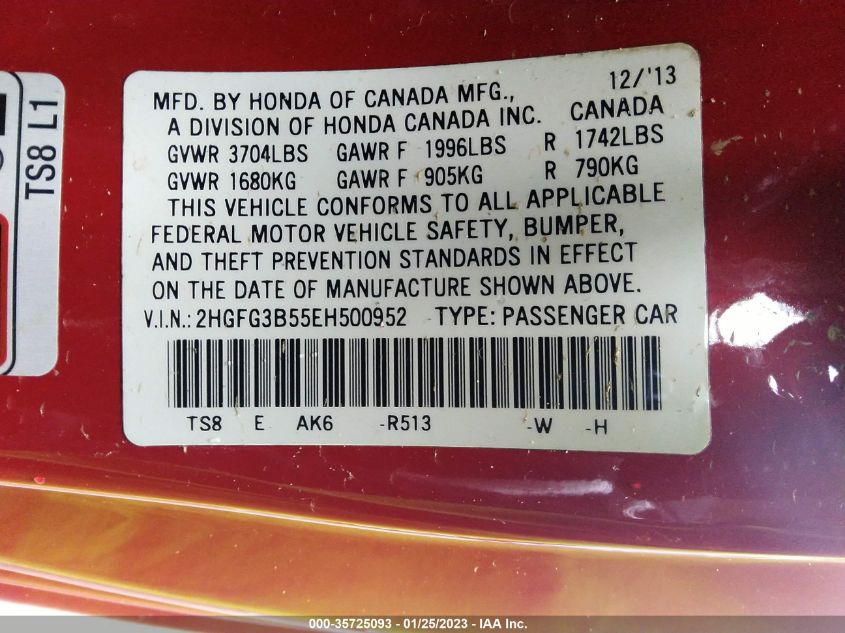 TS8 L1
12/'13
MFD. BY HONDA OF CANADA MFG.,
A DIVISION OF HONDA CANADA INC. CANADA
GVWR 3704LBS GAWR F 1996LBS R 1742LBS
GVWR 1680KG GAWR F 905KG R 790KG
THIS VEHICLE CONFORMS TO ALL APPLICABLE
FEDERAL MOTOR VEHICLE SAFETY, BUMPER,
AND THEFT PREVENTION STANDARDS IN EFFECT
ON THE DATE OF MANUFACTURE SHOWN ABOVE.
V.I.N.: 2HGFG3B55EH500952 TYPE: PASSENGER CAR
TS8 E AK6 -R513 -W -H
000-35725093 - 01/25/2023 - IAA Inc.